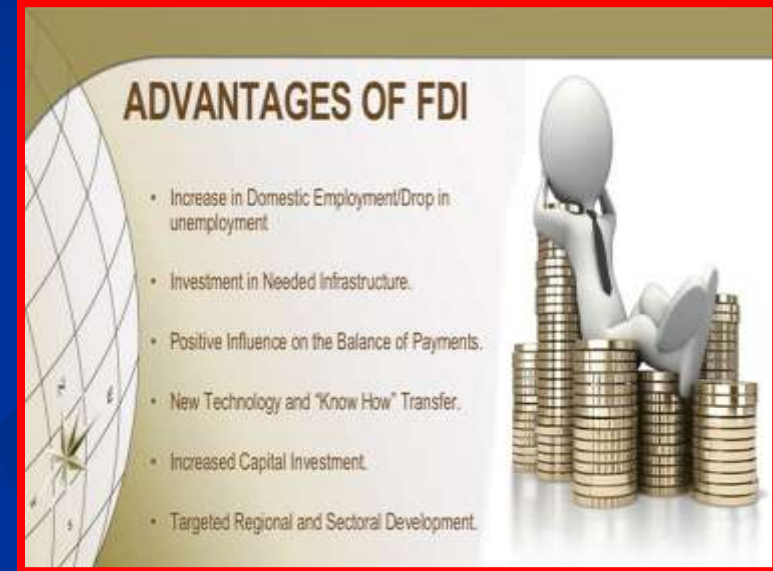 ADVANTAGES OF FDI
• Increase in Domestic Employment/Drop in
unemployment
• Investment in Needed Infrastructure.
• Positive Influence on the Balance of Payments.
• New Technology and "Know How" Transfer.
• Increased Capital Investment.
• Targeted Regional and Sectoral Development.